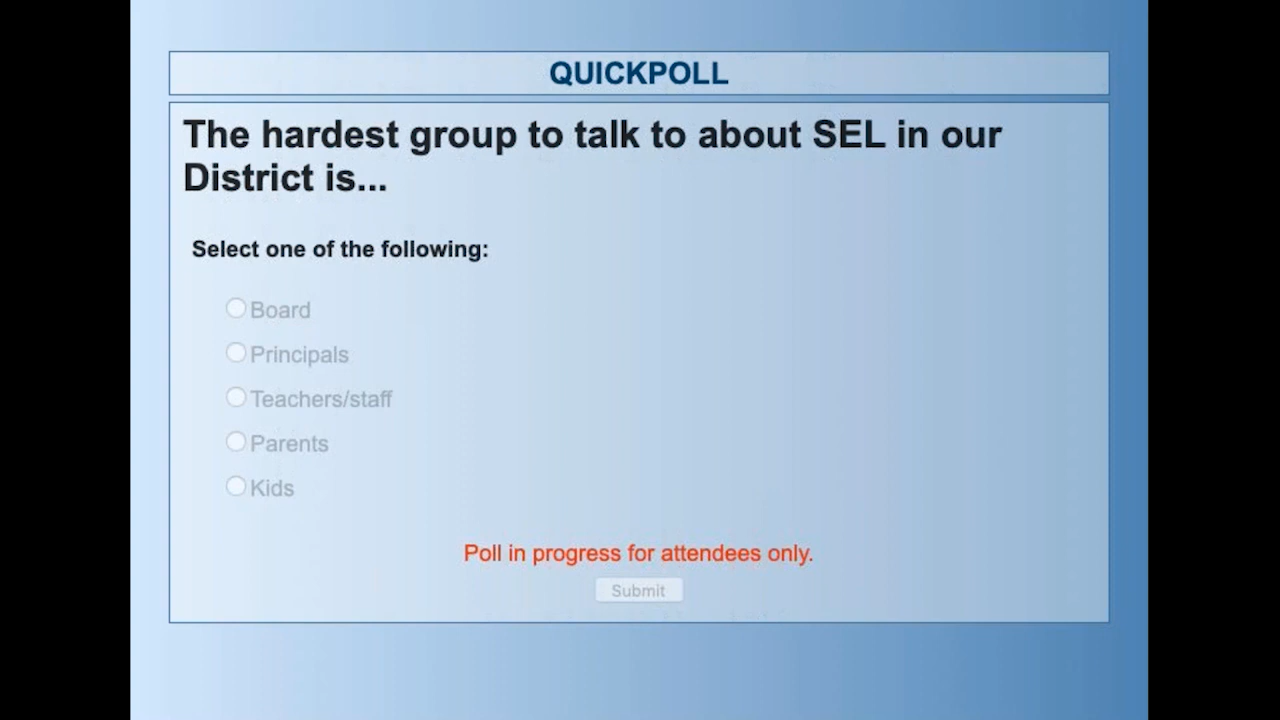 QUICKPOLL
The hardest group to talk to about SEL in our
District is...
Select one of the following:
Board
Principals
Teachers/staff
Parents
Kids
Poll in progress for attendees only.
Submit